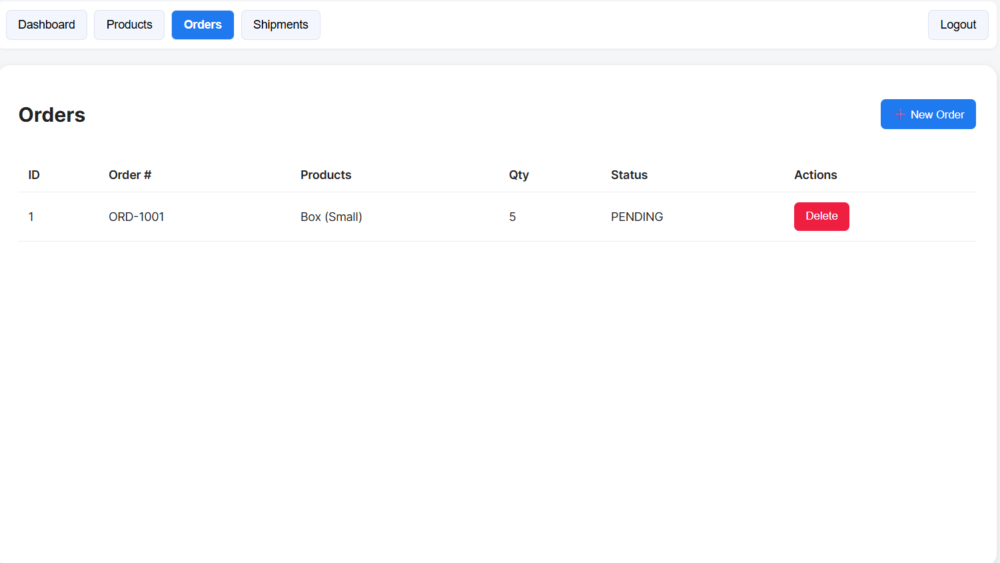 Dashboard Products Orders Shipments Logout
Orders
New Order
ID Order # Products Qty Status Actions
1 ORD-1001 Box (Small) 5 PENDING Delete